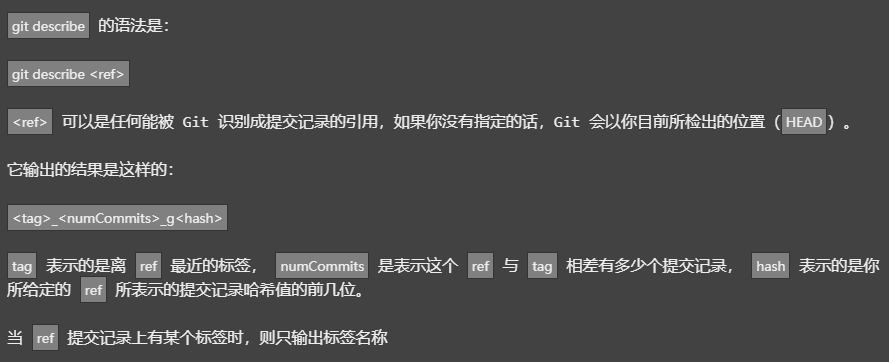 git describe 的语法是：
git describe <ref>
<ref> 可以是任何能被 Git 识别成提交记录的引用，如果你没有指定的话，Git 会以你目前所检出的位置（HEAD）。
它输出的结果是这样的：
<tag>_<numCommits>_g<hash>
tag 表示的是离 ref 最近的标签， numCommits 是表示这个 ref 与 tag 相差有多少个提交记录， hash 表示的是你
所给定的 ref 所表示的提交记录哈希值的前几位。
当 ref 提交记录上有某个标签时，则只输出标签名称